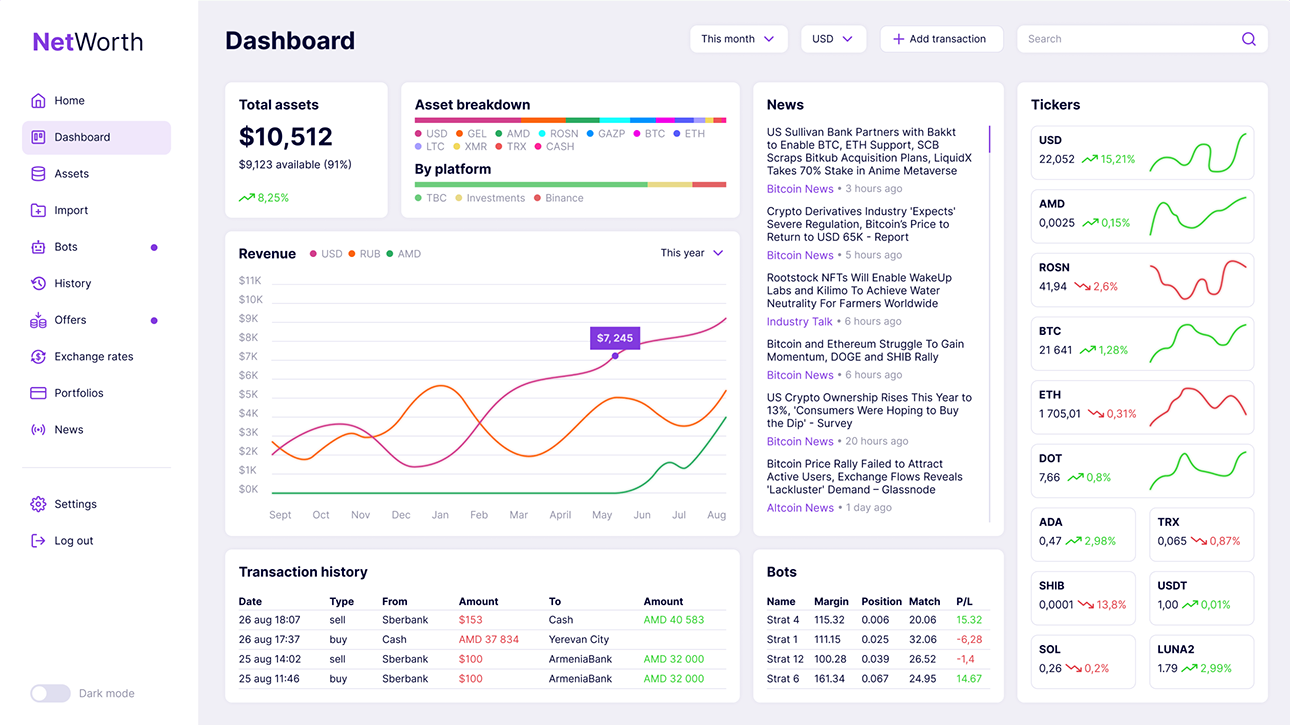 NetWorth
Home
Dashboard
Assets
Import
Bots
History
Offers
Exchange rates
Portfolios
News
Settings
Log out
Dark mode
Dashboard
This month
USD
Add transaction
Search
Total assets
$10,512
$9,123 available (91%)
8,25%
Asset breakdown
USD GEL AMD ROSN GAZP BTC ETH
LTC XMR TRX CASH
By platform
TBC Investments Binance
Revenue USD RUB AMD This year
$11K
$10K
$9K
$8K
$7K
$6K
$5K
$4K
$3K
$2K
$1K
$0K
$7,245
Sept Oct Nov Dec Jan Feb Mar April May Jun Jul Aug
News
US Sullivan Bank Partners with Bakkt
to Enable BTC, ETH Support, SCB
Scraps Bitkub Acquisition Plans, LiquidX
Takes 70% Stake in Anime Metaverse
Bitcoin News • 3 hours ago
Crypto Derivatives Industry 'Expects'
Severe Regulation, Bitcoin's Price to
Return to USD 65K - Report
Bitcoin News • 5 hours ago
Rootstock NFTs Will Enable WakeUp
Labs and Kilimo To Achieve Water
Neutrality For Farmers Worldwide
Industry Talk • 6 hours ago
Bitcoin and Ethereum Struggle To Gain
Momentum, DOGE and SHIB Rally
Bitcoin News • 6 hours ago
US Crypto Ownership Rises This Year to
13%, 'Consumers Were Hoping to Buy
the Dip' - Survey
Bitcoin News • 20 hours ago
Bitcoin Price Rally Failed to Attract
Active Users, Exchange Flows Reveals
'Lackluster' Demand – Glassnode
Altcoin News • 1 day ago
Tickers
USD
22,052 15,21%
AMD
0,0025 0,15%
ROSN
41,94 2,6%
BTC
21 641 1,28%
ETH
1 705,01 0,31%
DOT
7,66 0,8%
ADA
0,47 2,98%
TRX
0,065 0,87%
SHIB
0,0001 13,8%
USDT
1,00 0,01%
SOL
0,26 0,2%
LUNA2
1.79 2,99%
Transaction history
Date Type From Amount To Amount
26 aug 18:07 sell Sberbank $153 Cash AMD 40 583
26 aug 17:37 buy Cash AMD 37 834 Yerevan City
25 aug 14:02 sell Sberbank $100 ArmeniaBank AMD 32 000
25 aug 11:46 buy Sberbank $100 ArmeniaBank AMD 32 000
Bots
Name Margin Position Match P/L
Strat 4 115.32 0.006 20.06 15.32
Strat 1 111.15 0.025 32.06 -6,28
Strat 12 100.28 0.039 26.52 -1,4
Strat 6 161.34 0.067 24.95 14.67